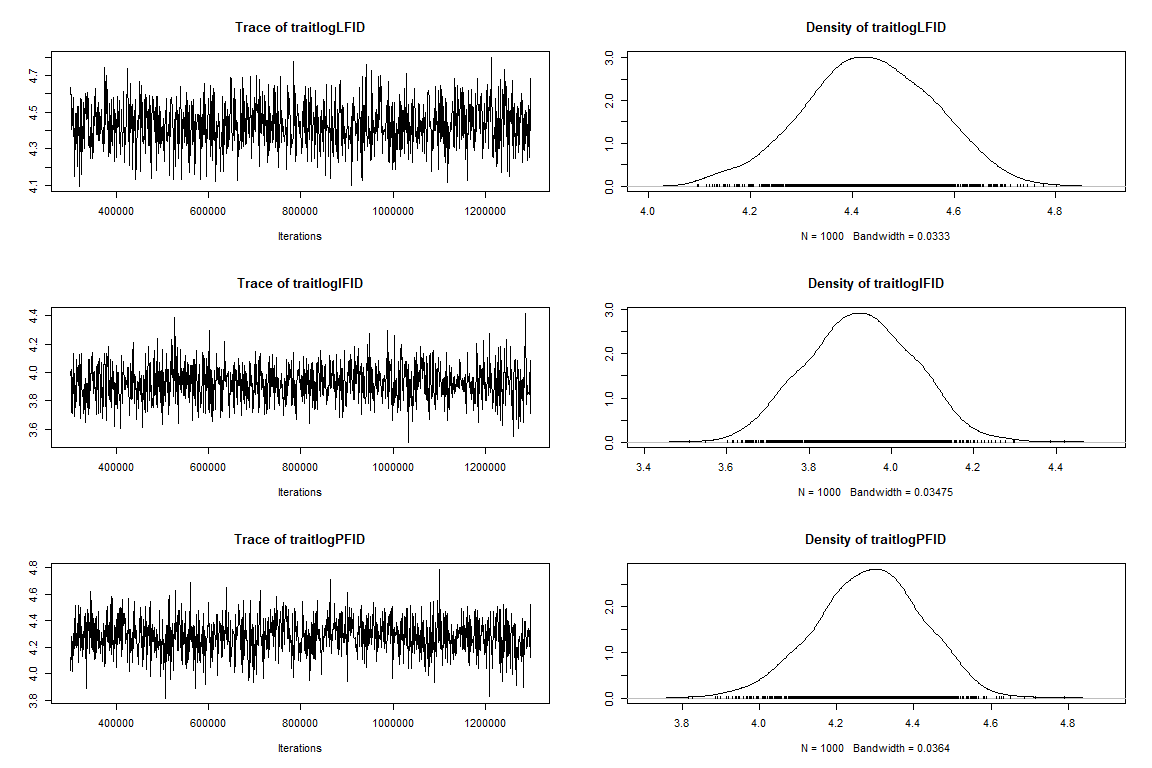 Trace of traitlogLFID
4.7
4.5
4.3
4.1
400000 600000 800000 1000000 1200000
Iterations
Density of traitlogLFID
3.0
2.0
1.0
0.0
4.0 4.2 4.4 4.6 4.8
N = 1000 Bandwidth = 0.0333
Trace of traitlogIFID
4.4
4.2
4.0
3.8
3.6
400000 600000 800000 1000000 1200000
Iterations
Density of traitlogIFID
3.0
2.0
1.0
0.0
3.4 3.6 3.8 4.0 4.2 4.4
N = 1000 Bandwidth = 0.03475
Trace of traitlogPFID
4.8
4.6
4.4
4.2
4.0
3.8
400000 600000 800000 1000000 1200000
Iterations
Density of traitlogPFID
2.0
1.0
0.0
3.8 4.0 4.2 4.4 4.6 4.8
N = 1000 Bandwidth = 0.0364